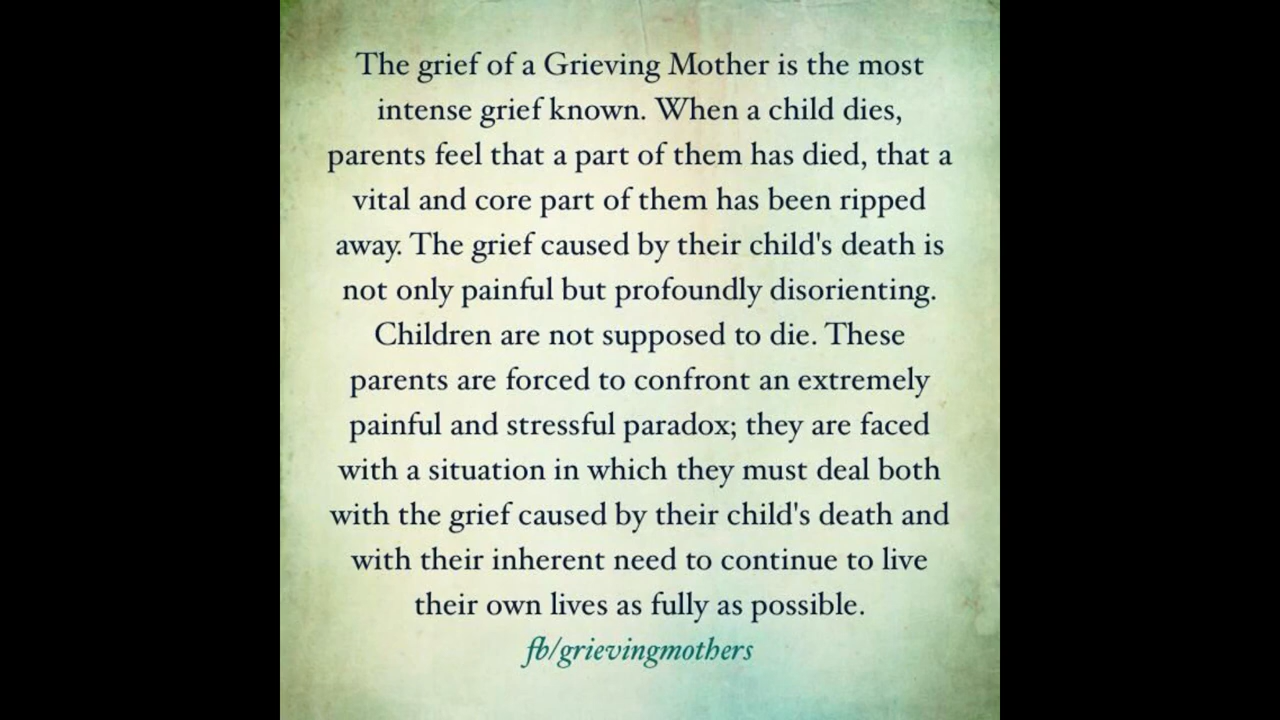 The grief of a Grieving Mother is the most
intense grief known. When a child dies,
parents feel that a part of them has died, that a
vital and core part of them has been ripped
away. The grief caused by their child's death is
not only painful but profoundly disorienting.
Children are not supposed to die. These
parents are forced to confront an extremely
painful and stressful paradox; they are faced
with a situation in which they must deal both
with the grief caused by their child's death and
with their inherent need to continue to live
their own lives as fully as possible.
fb/grievingmothers